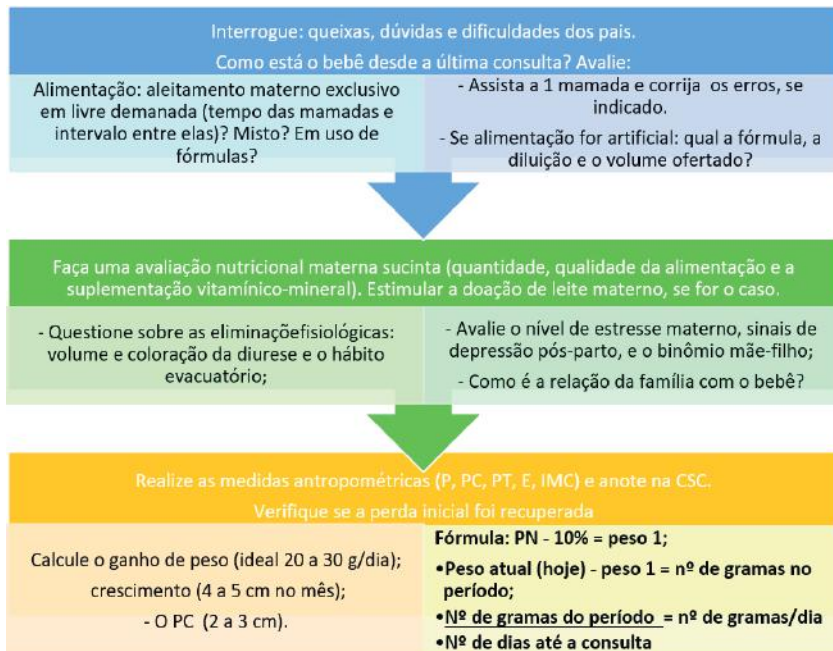 Interrogue: queixas, dúvidas e dificuldades dos pais.
Como está o bebê desde a última consulta? Avalie:
Alimentação: aleitamento materno exclusivo
em livre demanada (tempo das mamadas e
intervalo entre elas)? Misto? Em uso de
fórmulas?
- Assista a 1 mamada e corrija os erros, se
indicado.
- Se alimentação for artificial: qual a fórmula, a
diluição e o volume ofertado?
Faça uma avaliação nutricional materna sucinta (quantidade, qualidade da alimentação e a
suplementação vitamínico-mineral). Estimular a doação de leite materno, se for o caso.
- Questione sobre as eliminaçõefisiológicas:
volume e coloração da diurese e o hábito
evacuatório;
- Avalie o nível de estresse materno, sinais de
depressão pós-parto, e o binômio mãe-filho;
- Como é a relação da família com o bebê?
Realize as medidas antropométricas (P, PC, PT, E, IMC) e anote na CSC.
Verifique se a perda inicial foi recuperada
Calcule o ganho de peso (ideal 20 a 30 g/dia);
crescimento (4 a 5 cm no mês);
- O PC (2 a 3 cm).
Fórmula: PN - 10% = peso 1;
•Peso atual (hoje) - peso 1 = nº de gramas no
período;
•Nº de gramas do período = nº de gramas/dia
•Nº de dias até a consulta